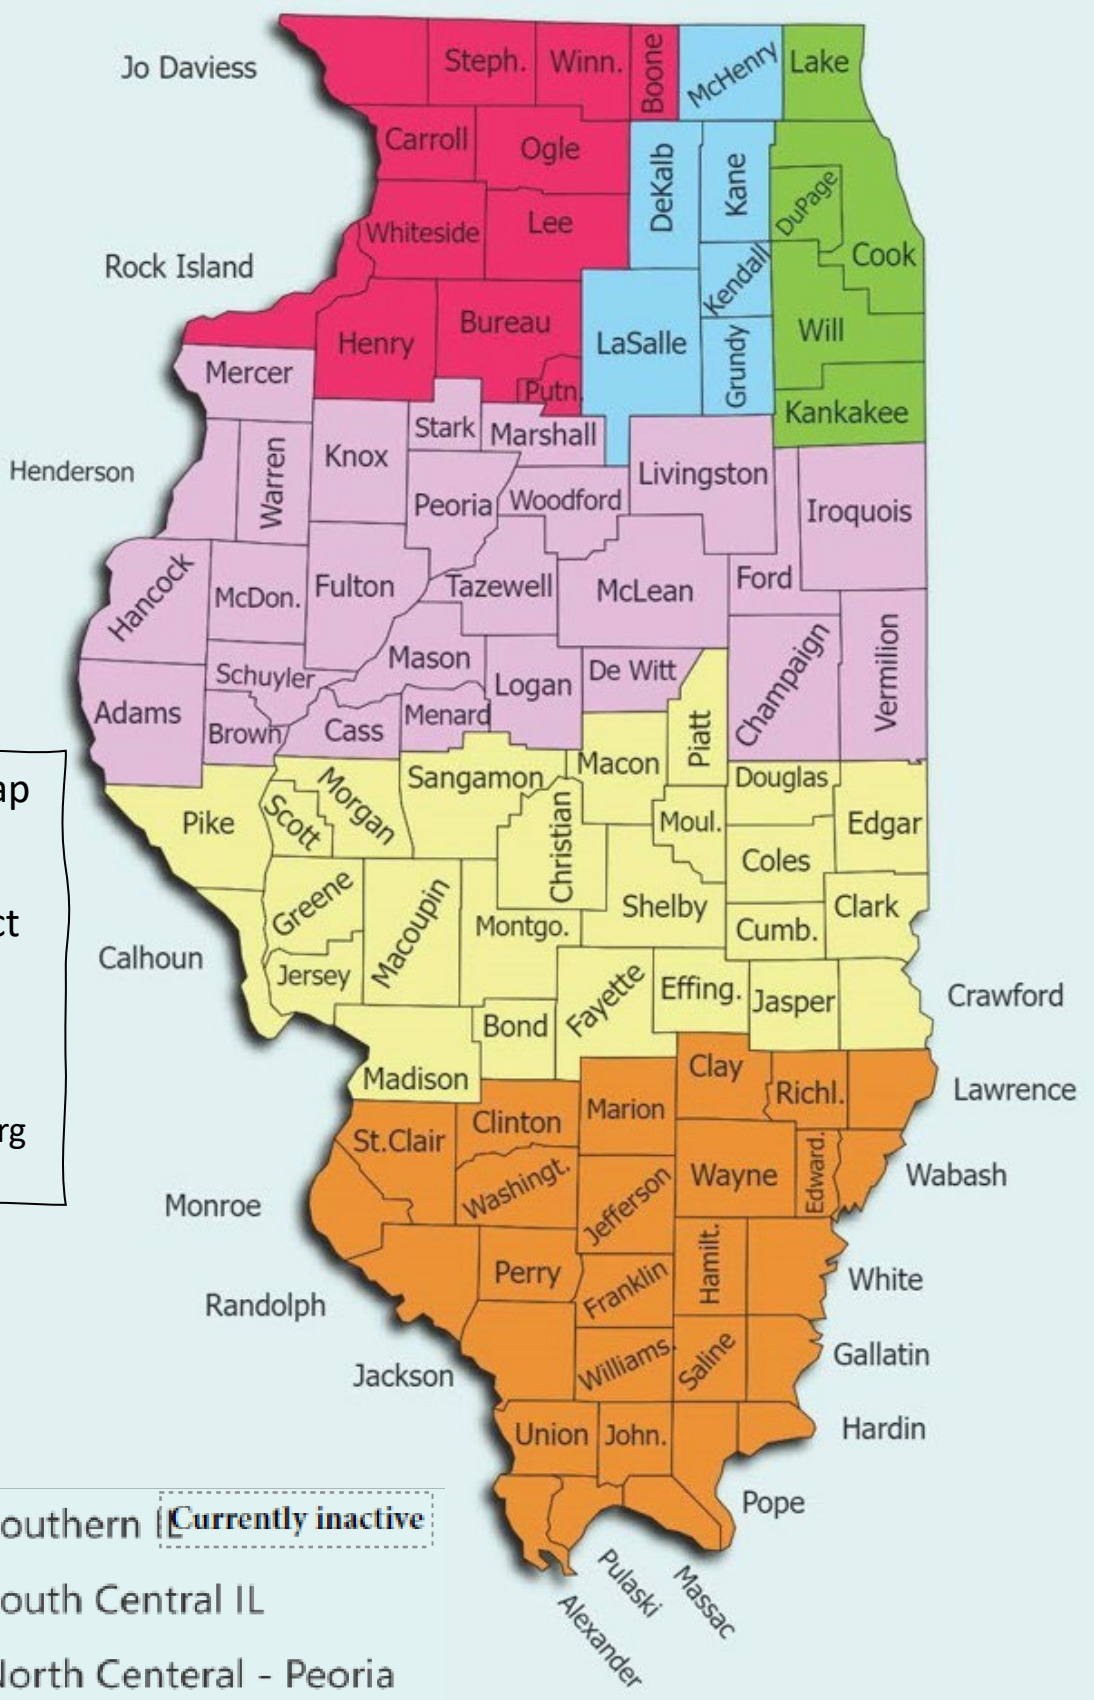 Jo Daviess
Steph.
Winn.
Boone
McHenry
Lake
Carroll
Ogle
DeKalb
Kane
DuPage
Cook
Whiteside
Lee
Rock Island
Kendall
Henry
Bureau
LaSalle
Will
Grundy
Putn.
Mercer
Kankakee
Stark
Marshall
Henderson
Warren
Knox
Peoria
Woodford
Livingston
Iroquois
Hancock
McDon.
Fulton
Tazewell
McLean
Ford
Schuyler
Mason
Logan
De Witt
Champaign
Vermilion
Adams
Brown
Cass
Menard
Piatt
Macon
Sangamon
Douglas
ap
Pike
Scott
Morgan
Christian
Moul.
Edgar
Coles
ct
Greene
Macoupin
Montgo.
Shelby
Cumb.
Clark
Calhoun
Jersey
Fayette
Effing.
Jasper
Crawford
Bond
Madison
Clay
Richl.
Lawrence
Marion
Clinton
rg
St.Clair
Washingt.
Jefferson
Wayne
Edward.
Wabash
Monroe
Perry
Franklin
Hamilt.
White
Randolph
Jackson
Williams.
Saline
Gallatin
Union
John.
Hardin
Pope
outhern IL Currently inactive
Pulaski
Massac
Alexander
outh Central IL
North Centeral - Peoria